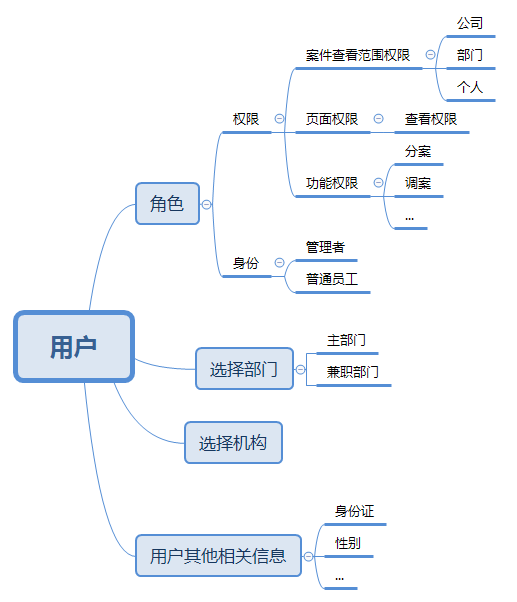 用户
角色
权限
案件查看范围权限
公司
部门
个人
页面权限
查看权限
功能权限
分案
调案
...
身份
管理者
普通员工
选择部门
主部门
兼职部门
选择机构
用户其他相关信息
身份证
性别
...